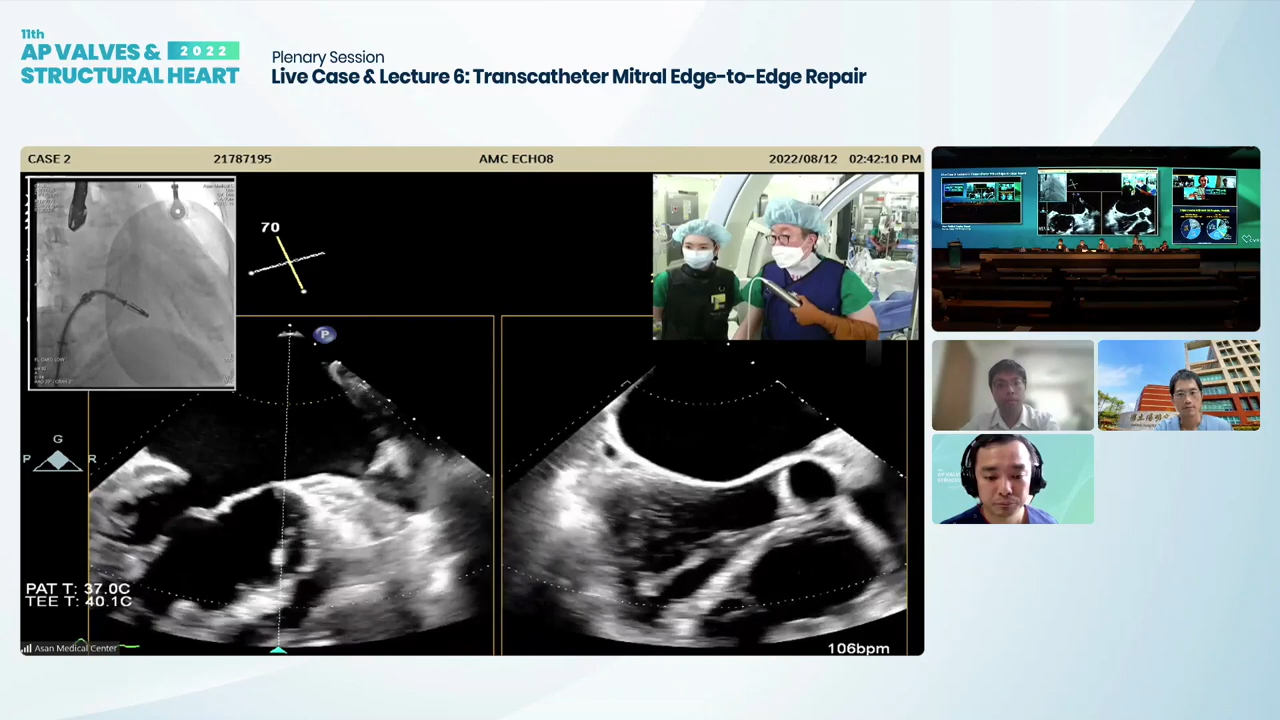 11th
AP VALVES & 2022
STRUCTURAL HEART
Plenary Session
Live Case & Lecture 6: Transcatheter Mitral Edge-to-Edge Repair
CASE 2 21787195 AMC ECHO8 2022/08/12 02:42:10 PM
70
P
G
P R
PAT T: 37.0C
TEE T: 40.1C
106bpm
Asan Medical Center